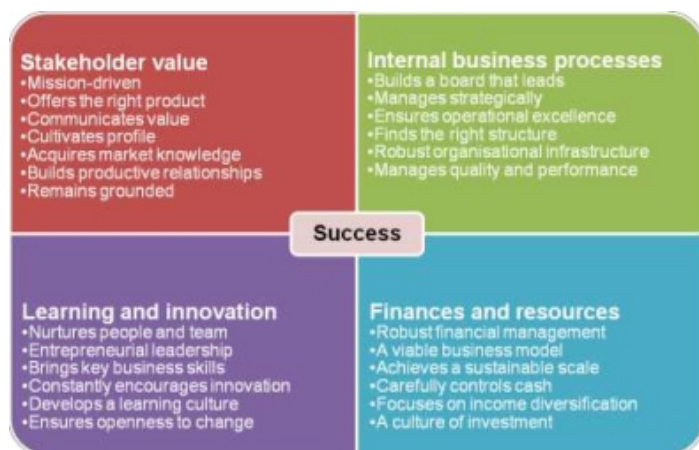 Stakeholder value
•Mission-driven
•Offers the right product
•Communicates value
•Cultivates profile
•Acquires market knowledge
•Builds productive relationships
•Remains grounded
Internal business processes
•Builds a board that leads
•Manages strategically
•Ensures operational excellence
•Finds the right structure
•Robust organisational infrastructure
•Manages quality and performance
Success
Learning and innovation
•Nurtures people and team
•Entrepreneurial leadership
•Brings key business skills
•Constantly encourages innovation
•Develops a learning culture
•Ensures openness to change
Finances and resources
•Robust financial management
•A viable business model
•Achieves a sustainable scale
•Carefully controls cash
•Focuses on income diversification
•A culture of investment